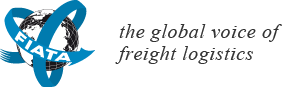 FIATA
the global voice of
freight logistics